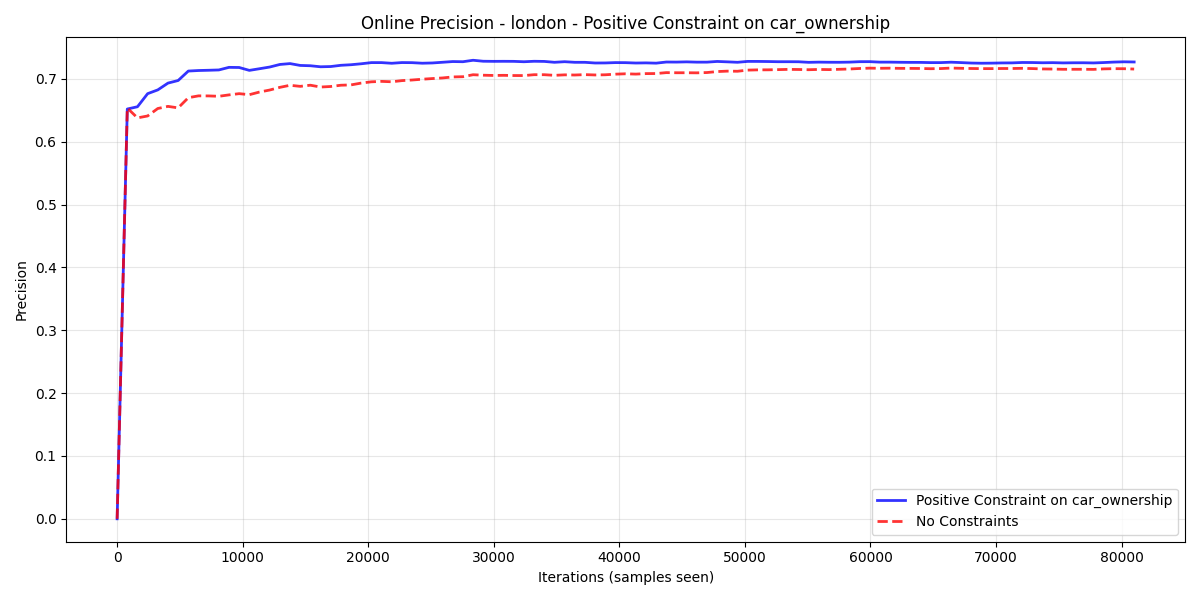 Online Precision - london - Positive Constraint on car_ownership
Precision
0.7
0.6
0.5
0.4
0.3
0.2
0.1
0.0
Positive Constraint on car_ownership
No Constraints
0 10000 20000 30000 40000 50000 60000 70000 80000
Iterations (samples seen)